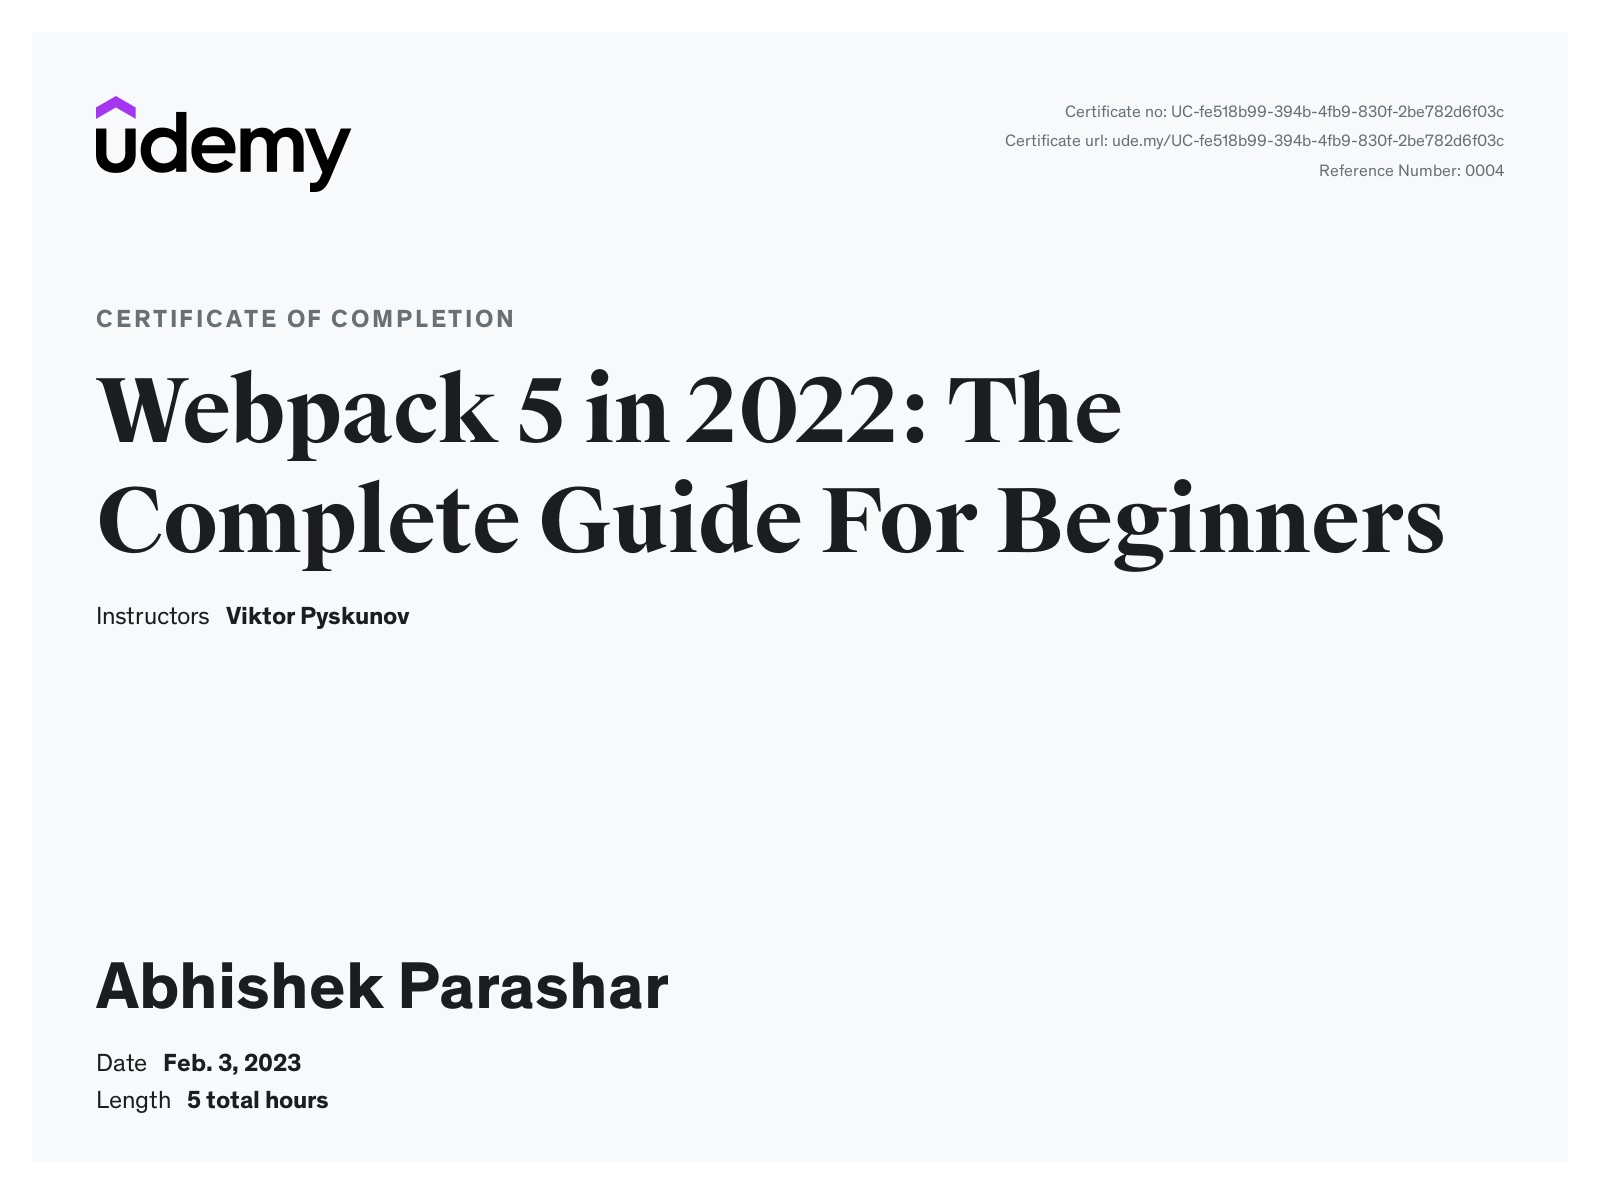 udemy
Certificate no: UC-fe518b99-394b-4fb9-830f-2be782d6f03c
Certificate url: ude.my/UC-fe518b99-394b-4fb9-830f-2be782d6f03c
Reference Number: 0004
CERTIFICATE OF COMPLETION
Webpack 5 in 2022: The
Complete Guide For Beginners
Instructors Viktor Pyskunov
Abhishek Parashar
Date Feb. 3, 2023
Length 5 total hours